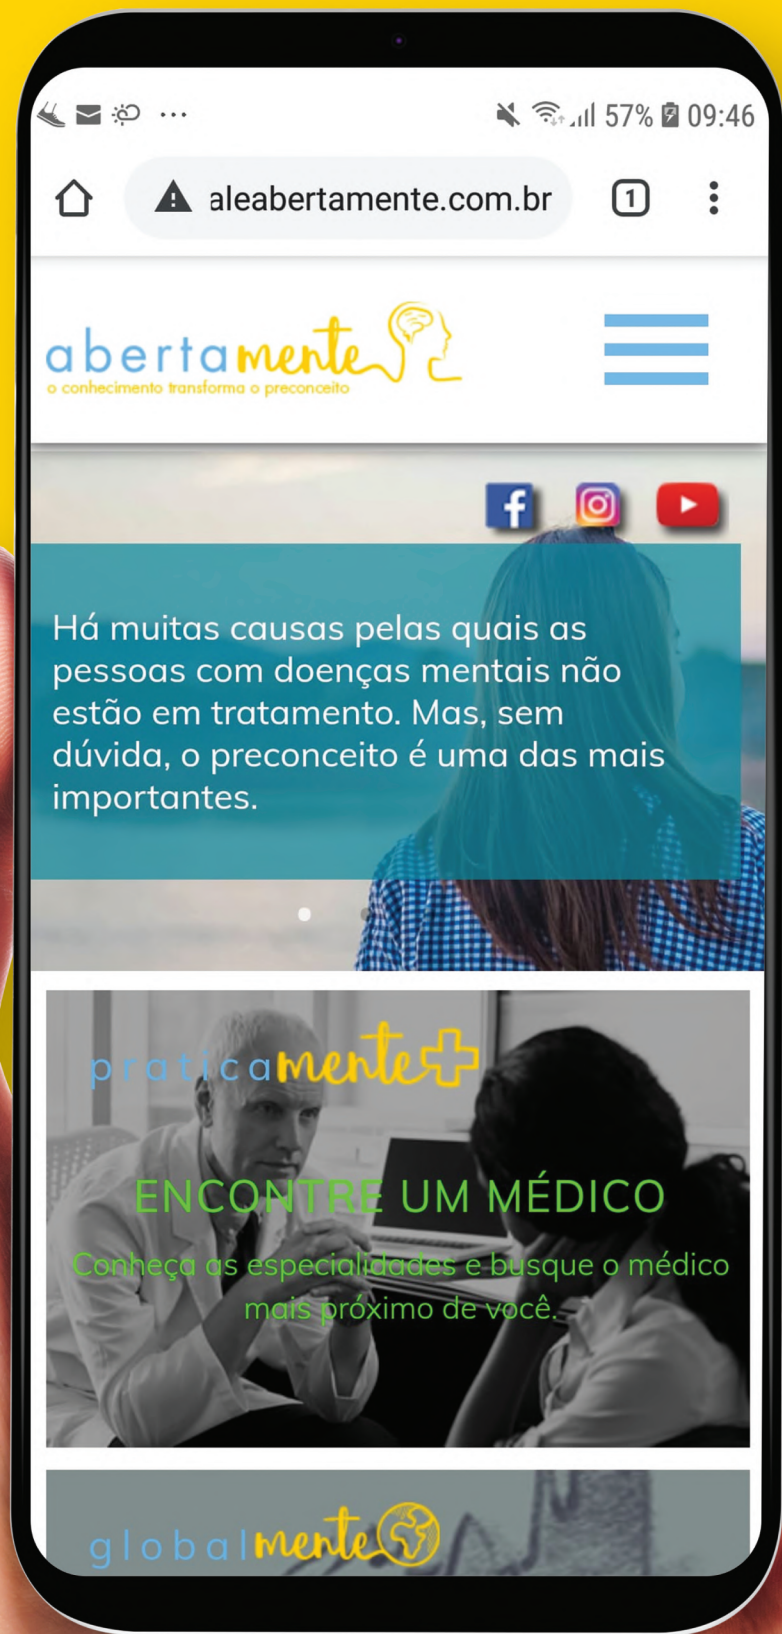 57% 09:46
aleabertamente.com.br
1
abertamente
o conhecimento transforma o preconceito
Há muitas causas pelas quais as
pessoas com doenças mentais não
estão em tratamento. Mas, sem
dúvida, o preconceito é uma das mais
importantes.
praticamente
ENCONTRE UM MÉDICO
Conheça as especialidades e busque o médico
mais próximo de você.
globalmente